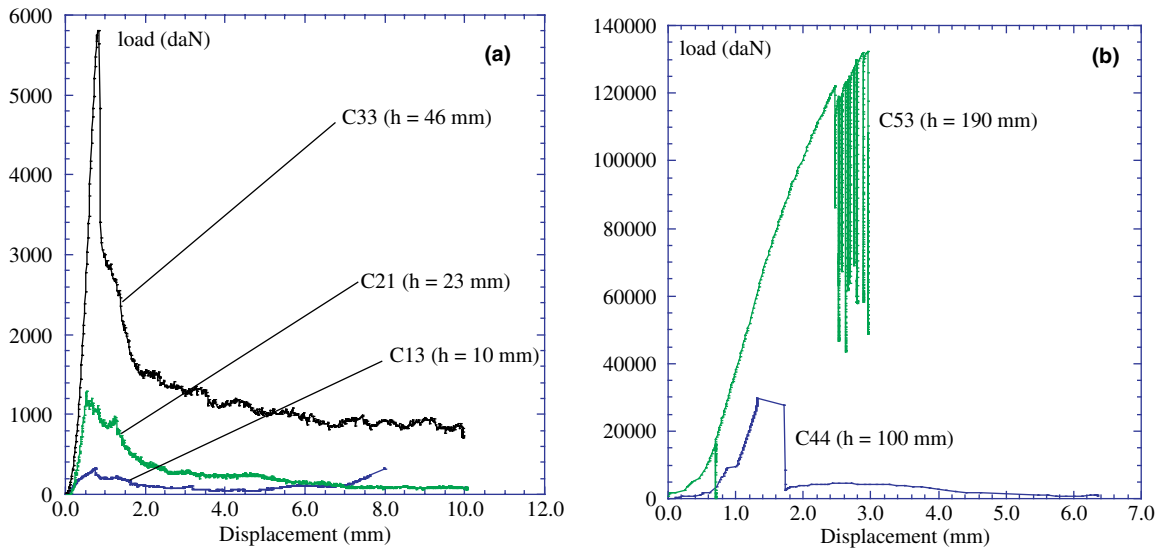 6000
load (daN)
(a)
5000
C33 (h = 46 mm)
4000
3000
C21 (h = 23 mm)
2000
C13 (h = 10 mm)
1000
0
0.0 2.0 4.0 6.0 8.0 10.0 12.0
Displacement (mm)
140000
load (daN)
(b)
120000
C53 (h = 190 mm)
100000
80000
60000
40000
20000
C44 (h = 100 mm)
0
0.0 1.0 2.0 3.0 4.0 5.0 6.0 7.0
Displacement (mm)